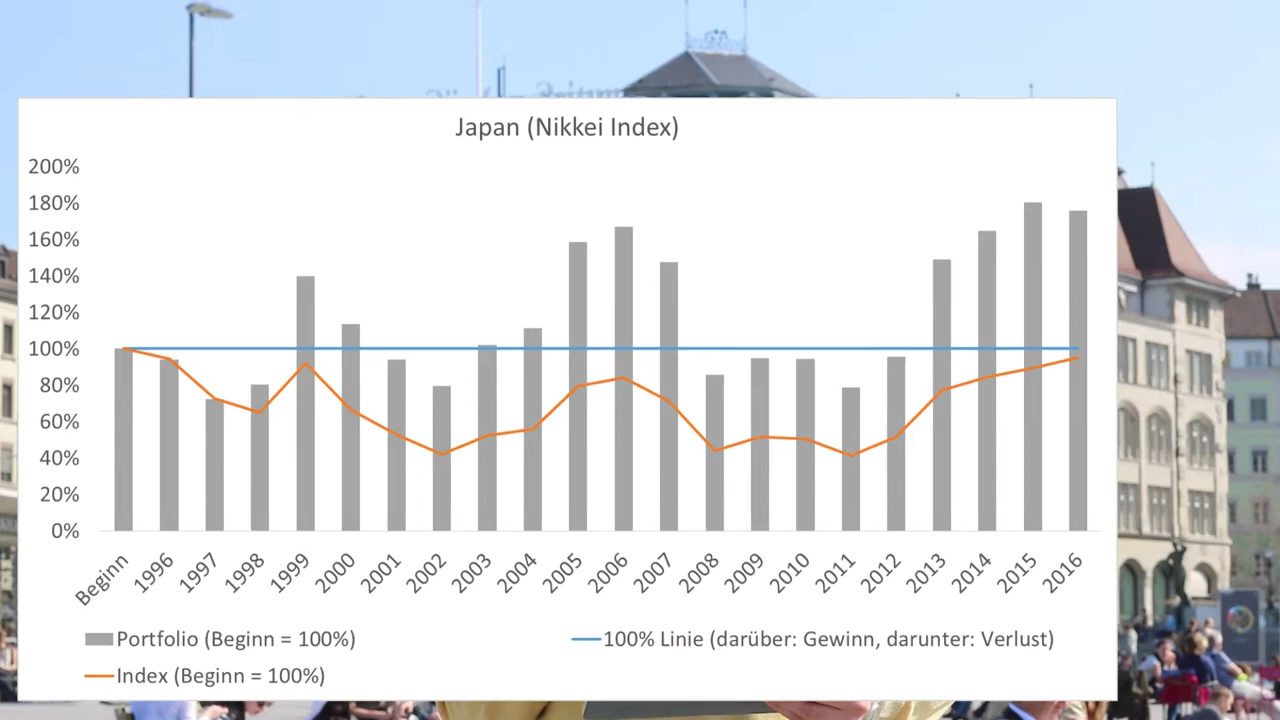 Japan (Nikkei Index)
200%
180%
160%
140%
120%
100%
80%
60%
40%
20%
0%
Beginn 1996 1997 1998 1999 2000 2001 2002 2003 2004 2005 2006 2007 2008 2009 2010 2011 2012 2013 2014 2015 2016
Portfolio (Beginn = 100%) 100% Linie (darüber: Gewinn, darunter: Verlust)
Index (Beginn = 100%)